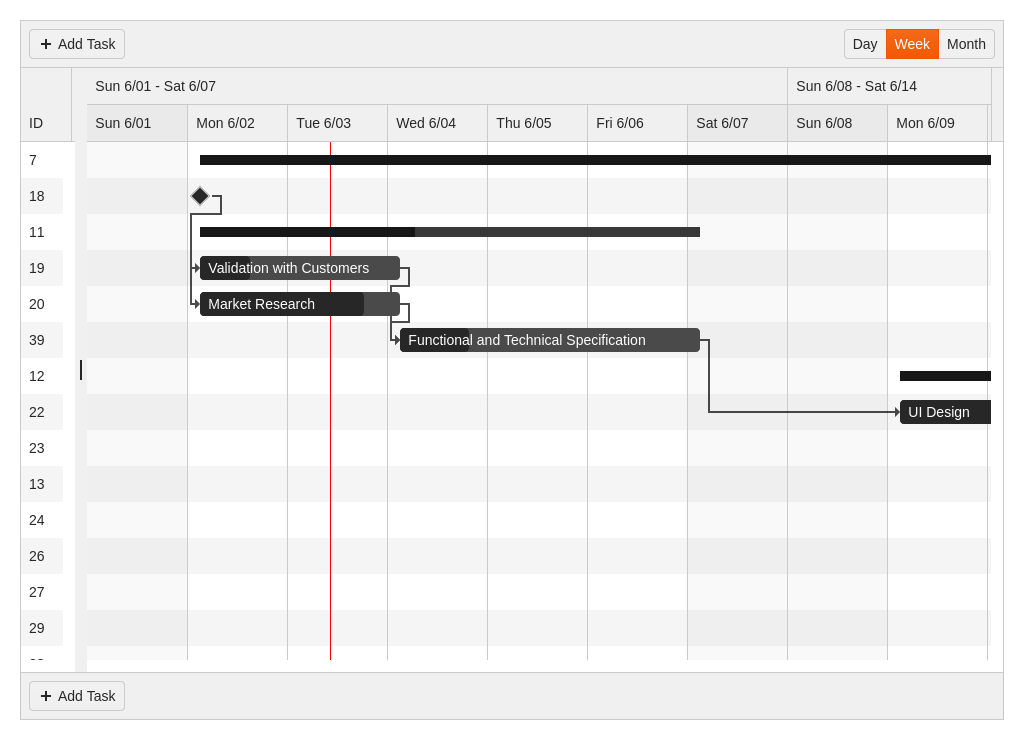 Add Task
Day Week Month
Sun 6/01 - Sat 6/07 Sun 6/08 - Sat 6/14
ID Sun 6/01 Mon 6/02 Tue 6/03 Wed 6/04 Thu 6/05 Fri 6/06 Sat 6/07 Sun 6/08 Mon 6/09
7
18
11
19 Validation with Customers
20 Market Research
39 Functional and Technical Specification
12
22 UI Design
23
13
24
26
27
29
Add Task